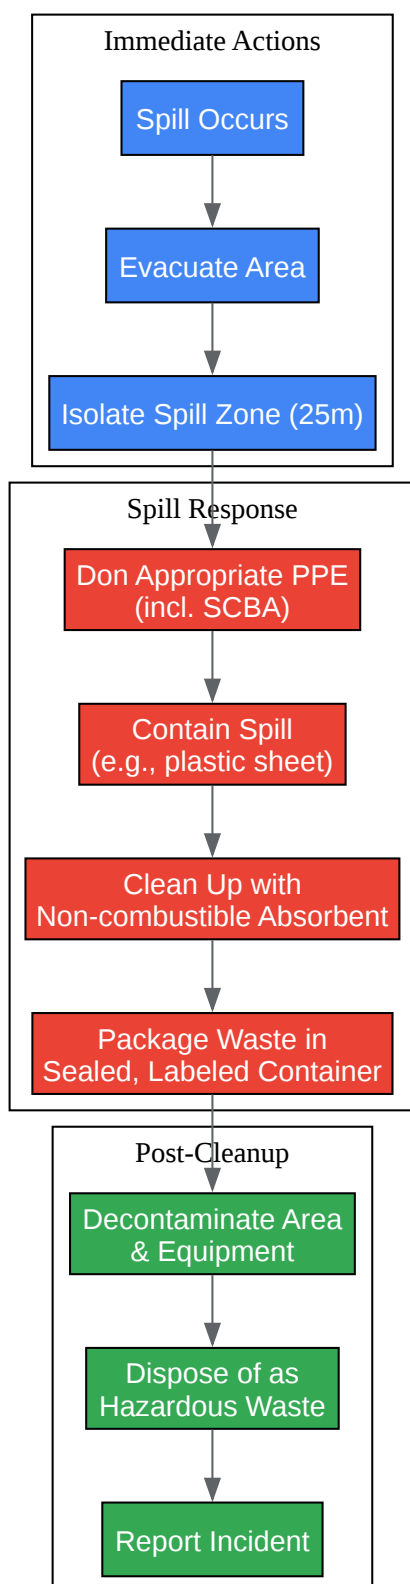 Immediate Actions
Spill Occurs
Evacuate Area
Isolate Spill Zone (25m)
Spill Response
Don Appropriate PPE
(incl. SCBA)
Contain Spill
(e.g., plastic sheet)
Clean Up with
Non-combustible Absorbent
Package Waste in
Sealed, Labeled Container
Post-Cleanup
Decontaminate Area
& Equipment
Dispose of as
Hazardous Waste
Report Incident